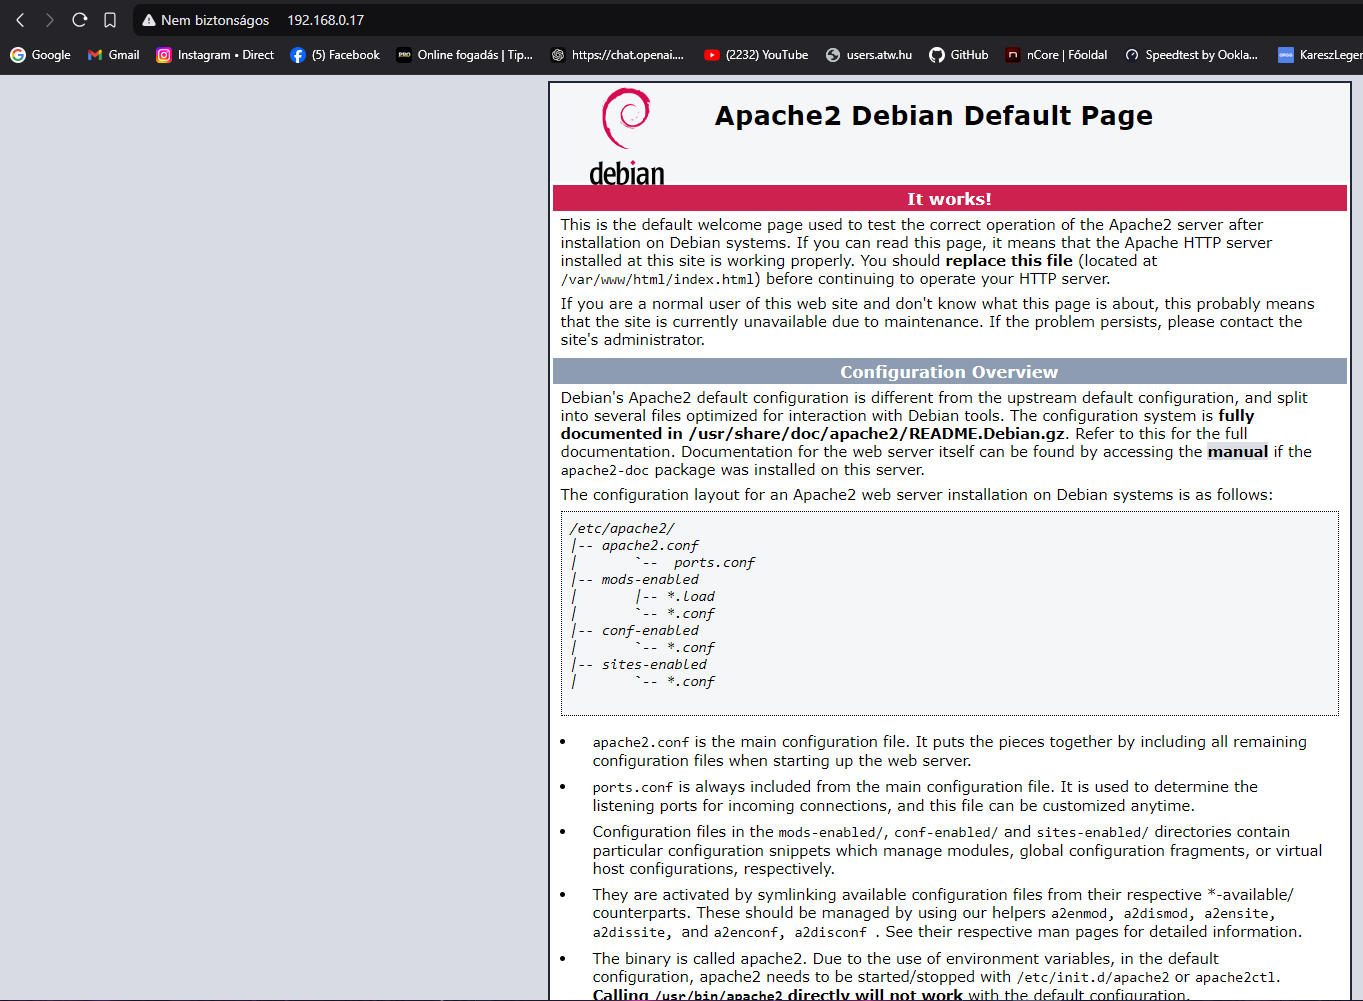 Nem biztonságos 192.168.0.17
Google Gmail Instagram • Direct (5) Facebook PRO Online fogadás | Tip... https://chat.openai.... (2232) YouTube users.atw.hu GitHub n nCore | Főoldal Speedtest by Ookla... KareszLeger
debian
Apache2 Debian Default Page
It works!
This is the default welcome page used to test the correct operation of the Apache2 server after
installation on Debian systems. If you can read this page, it means that the Apache HTTP server
installed at this site is working properly. You should replace this file (located at
/var/www/html/index.html) before continuing to operate your HTTP server.
If you are a normal user of this web site and don't know what this page is about, this probably means
that the site is currently unavailable due to maintenance. If the problem persists, please contact the
site's administrator.
Configuration Overview
Debian's Apache2 default configuration is different from the upstream default configuration, and split
into several files optimized for interaction with Debian tools. The configuration system is fully
documented in /usr/share/doc/apache2/README.Debian.gz. Refer to this for the full
documentation. Documentation for the web server itself can be found by accessing the manual if the
apache2-doc package was installed on this server.
The configuration layout for an Apache2 web server installation on Debian systems is as follows:
/etc/apache2/
|-- apache2.conf
|       `--  ports.conf
|-- mods-enabled
|       |-- *.load
|       `-- *.conf
|-- conf-enabled
|       `-- *.conf
|-- sites-enabled
|       `-- *.conf
• apache2.conf is the main configuration file. It puts the pieces together by including all remaining
configuration files when starting up the web server.
• ports.conf is always included from the main configuration file. It is used to determine the
listening ports for incoming connections, and this file can be customized anytime.
• Configuration files in the mods-enabled/, conf-enabled/ and sites-enabled/ directories contain
particular configuration snippets which manage modules, global configuration fragments, or virtual
host configurations, respectively.
• They are activated by symlinking available configuration files from their respective *-available/
counterparts. These should be managed by using our helpers a2enmod, a2dismod, a2ensite,
a2dissite, and a2enconf, a2disconf . See their respective man pages for detailed information.
• The binary is called apache2. Due to the use of environment variables, in the default
configuration, apache2 needs to be started/stopped with /etc/init.d/apache2 or apache2ctl.
Calling /usr/bin/apache2 directly will not work with the default configuration.